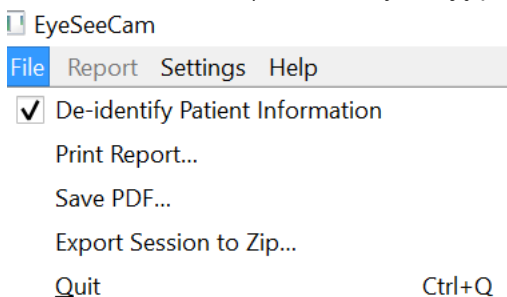 EyeSeeCam
File Report Settings Help
De-identify Patient Information
Print Report...
Save PDF...
Export Session to Zip...
Quit Ctrl+Q